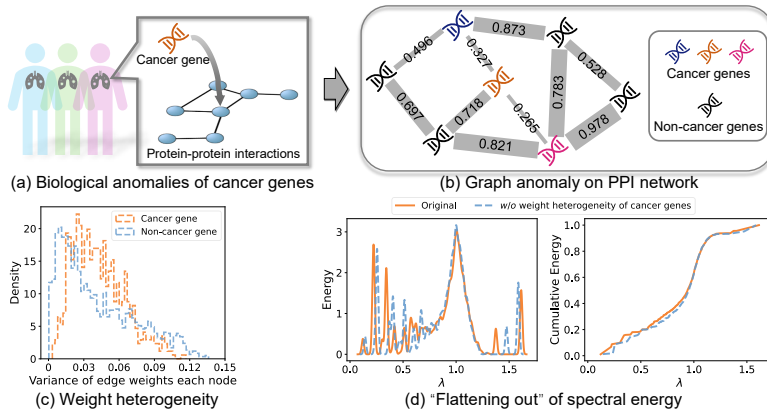 Cancer gene
Protein-protein interactions
(a) Biological anomalies of cancer genes
0.496
0.873
0.327
0.528
0.783
0.697
0.718
0.265
0.978
0.821
Cancer genes
Non-cancer genes
(b) Graph anomaly on PPI network
Cancer gene
Non-cancer gene
Density
20
15
10
5
0
0.00
0.03
0.06
0.09
0.12
0.15
Variance of edge weights each node
(c) Weight heterogeneity
Original
w/o weight heterogeneity of cancer genes
Energy
3
2
1
0
0.5
1.0
1.5
λ
Cumulative Energy
1.0
0.8
0.6
0.4
0.2
0.0
0.5
1.0
1.5
λ
(d) "Flattening out" of spectral energy